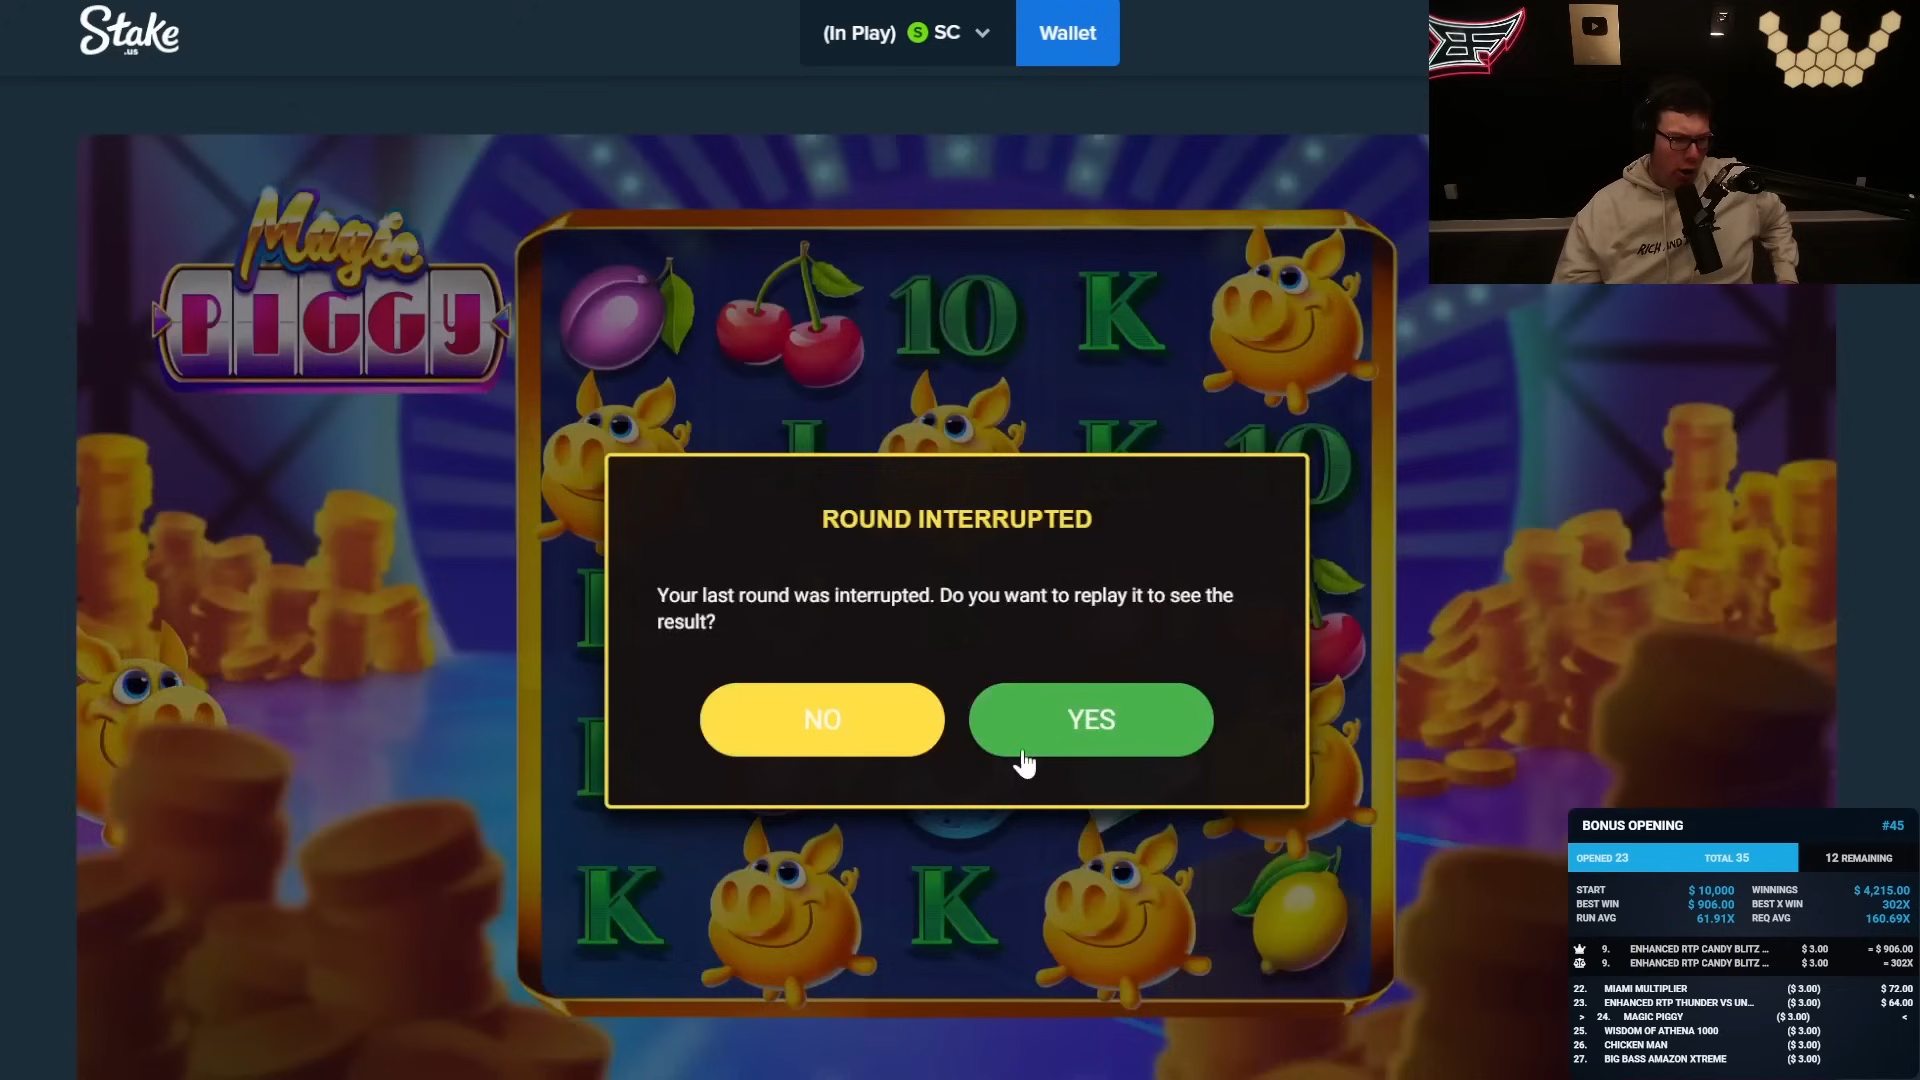 Stake
.us
(In Play) S SC
Wallet
Magic
PIGGY
10 K
K 10
ROUND INTERRUPTED
Your last round was interrupted. Do you want to replay it to see the
result?
NO YES
K K
BONUS OPENING #45
OPENED 23 TOTAL 35 12 REMAINING
START $ 10,000 WINNINGS $ 4,215.00
BEST WIN $ 906.00 BEST X WIN 302X
RUN AVG 61.91X REQ AVG 160.69X
9. ENHANCED RTP CANDY BLITZ ... $ 3.00 = $ 906.00
9. ENHANCED RTP CANDY BLITZ ... $ 3.00 = 302X
22. MIAMI MULTIPLIER ($ 3.00) $ 72.00
23. ENHANCED RTP THUNDER VS UN... ($ 3.00) $ 64.00
> 24. MAGIC PIGGY ($ 3.00) <
25. WISDOM OF ATHENA 1000 ($ 3.00)
26. CHICKEN MAN ($ 3.00)
27. BIG BASS AMAZON XTREME ($ 3.00)